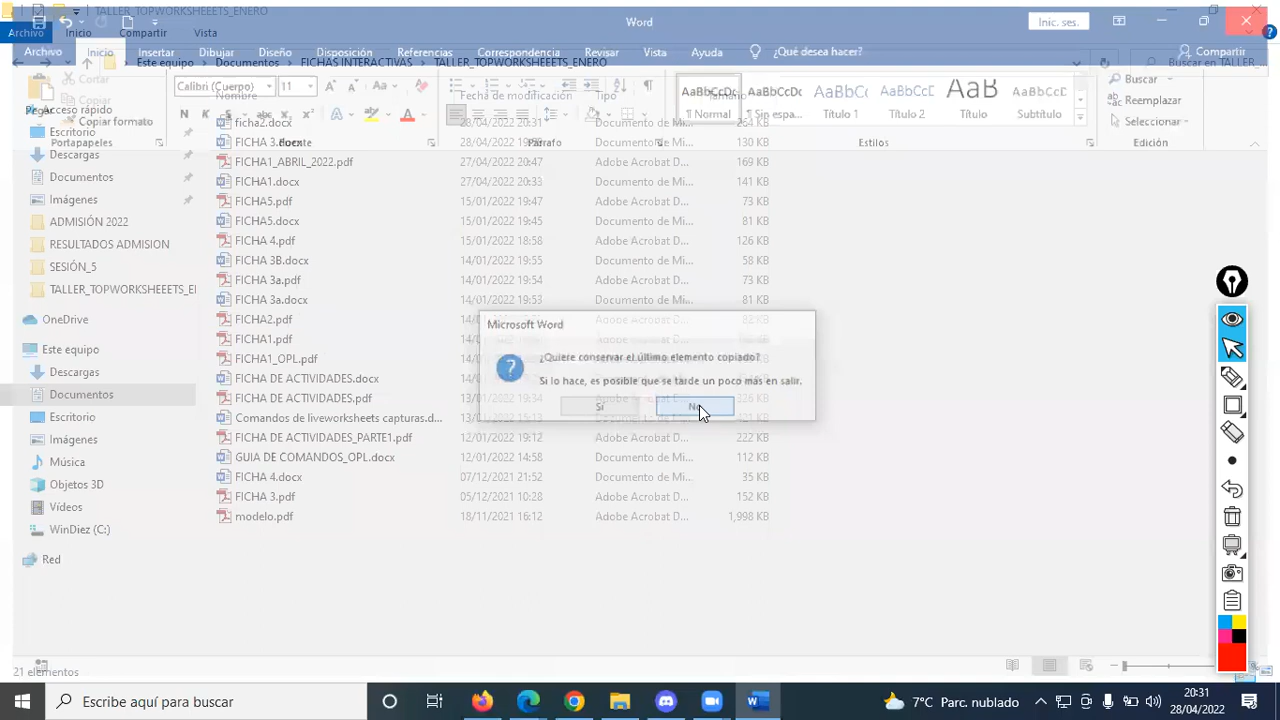 TALLER_TOPWORKSHEEETS_ENERO
Word
Inic. ses.
Inicio Compartir Vista
Archivo Inicio Insertar Dibujar Diseño Disposición Referencias Correspondencia Revisar Vista Ayuda ¿Qué desea hacer? Compartir
Este equipo Documentos FICHAS INTERACTIVAS TALLER_TOPWORKSHEEETS_ENERO Buscar en TALLER_...
Cortar
Copiar
Copiar formato
Portapapeles
Calibri (Cuerpo) 11
Párrafo
AaBbCcDc AaBbCcDc AaBbCc AaBbCcD AaB AaBbCcD
¶ Normal ¶ Sin espa... Título 1 Título 2 Título Subtítulo
Estilos
Buscar
Reemplazar
Seleccionar
Edición
Nombre Fecha de modificación Tipo Tamaño
Acceso rápido
Escritorio
Descargas
Documentos
Imágenes
ADMISIÓN 2022
RESULTADOS ADMISION
SESIÓN_5
TALLER_TOPWORKSHEEETS_EI
OneDrive
Este equipo
Descargas
Documentos
Escritorio
Imágenes
Música
Objetos 3D
Vídeos
WinDiez (C:)
Red
ficha2.docx 28/04/2022 20:31 Documento de Mi...
FICHA 3.docx 28/04/2022 Documento de Mi... 130 KB
FICHA1_ABRIL_2022.pdf 27/04/2022 20:47 Adobe Acrobat D... 169 KB
FICHA1.docx 27/04/2022 20:33 Documento de Mi... 141 KB
FICHA5.pdf 15/01/2022 19:47 Adobe Acrobat D... 73 KB
FICHA5.docx 15/01/2022 19:45 Documento de Mi... 81 KB
FICHA 4.pdf 15/01/2022 18:58 Adobe Acrobat D... 126 KB
FICHA 3B.docx 14/01/2022 19:55 Documento de Mi... 58 KB
FICHA 3a.pdf 14/01/2022 19:54 Adobe Acrobat D... 73 KB
FICHA 3a.docx 14/01/2022 19:53 Documento de Mi... 81 KB
FICHA2.pdf
FICHA1.pdf
FICHA1_OPL.pdf
FICHA DE ACTIVIDADES.docx
FICHA DE ACTIVIDADES.pdf
Comandos de liveworksheets capturas.d...
FICHA DE ACTIVIDADES_PARTE1.pdf 12/01/2022 19:12 Adobe Acrobat D... 222 KB
GUIA DE COMANDOS_OPL.docx 12/01/2022 14:58 Documento de Mi... 112 KB
FICHA 4.docx 07/12/2021 21:52 Documento de Mi... 35 KB
FICHA 3.pdf 05/12/2021 10:28 Adobe Acrobat D... 152 KB
modelo.pdf 18/11/2021 16:12 Adobe Acrobat D... 1,998 KB
Microsoft Word
¿Quiere conservar el último elemento copiado?
Si lo hace, es posible que se tarde un poco más en salir.
Sí No
21 elementos
Escribe aquí para buscar
7°C Parc. nublado
20:31
28/04/2022